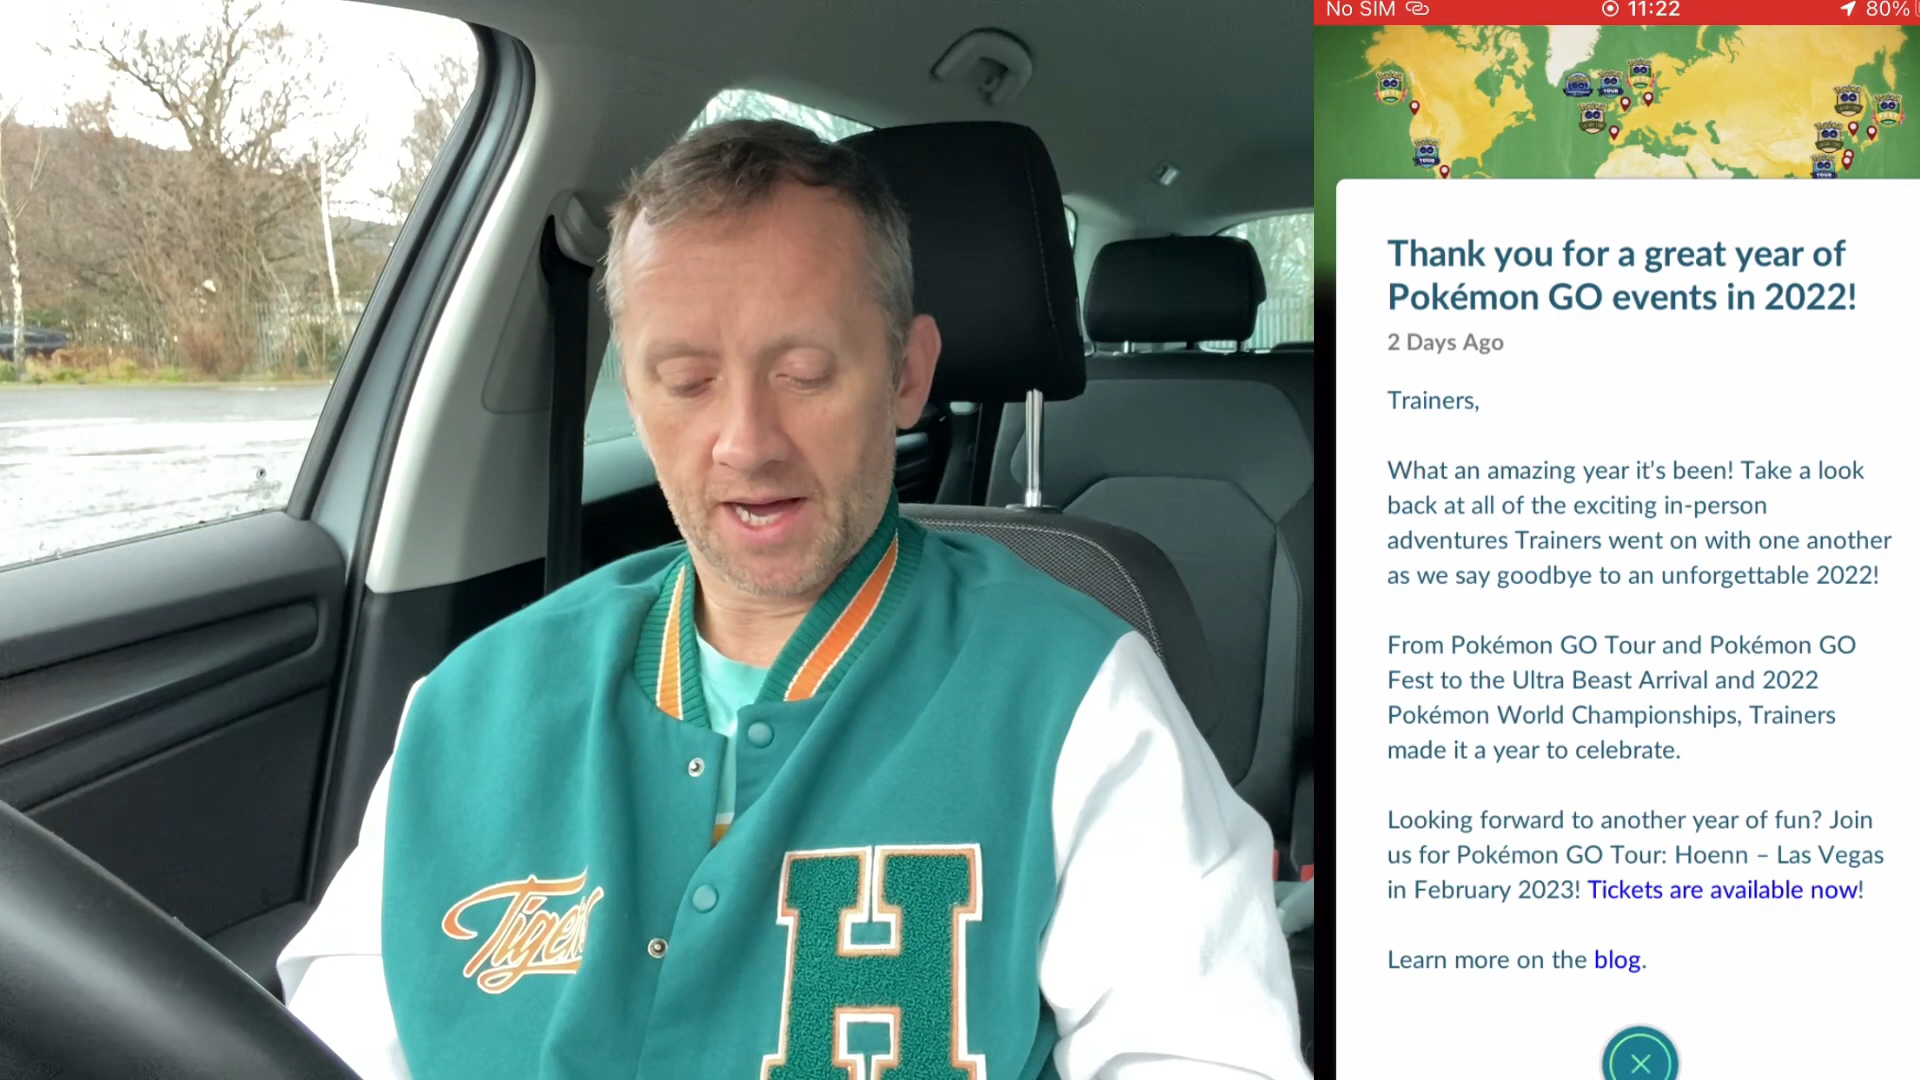 No SIM 11:22 80%
Thank you for a great year of
Pokémon GO events in 2022!
2 Days Ago
Trainers,
What an amazing year it's been! Take a look
back at all of the exciting in-person
adventures Trainers went on with one another
as we say goodbye to an unforgettable 2022!
From Pokémon GO Tour and Pokémon GO
Fest to the Ultra Beast Arrival and 2022
Pokémon World Championships, Trainers
made it a year to celebrate.
Looking forward to another year of fun? Join
us for Pokémon GO Tour: Hoenn – Las Vegas
in February 2023! Tickets are available now!
Learn more on the blog.
Tigers
H